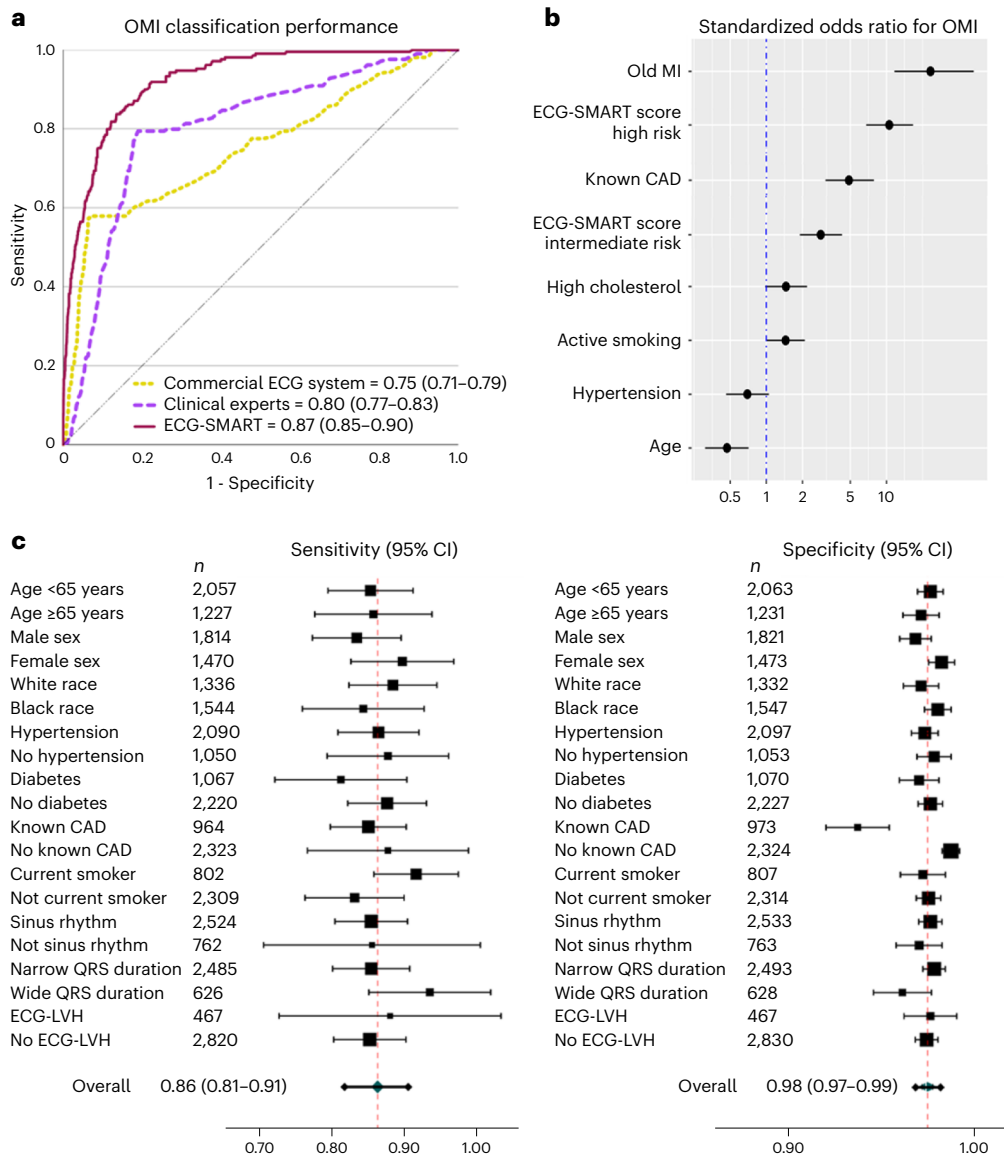 a
OMI classification performance
1.0
0.8
0.6
0.4
0.2
0
Sensitivity
Commercial ECG system = 0.75 (0.71–0.79)
Clinical experts = 0.80 (0.77–0.83)
ECG-SMART = 0.87 (0.85–0.90)
0 0.2 0.4 0.6 0.8 1.0
1 - Specificity
b
Standardized odds ratio for OMI
Old MI
ECG-SMART score
high risk
Known CAD
ECG-SMART score
intermediate risk
High cholesterol
Active smoking
Hypertension
Age
0.5 1 2 5 10
c
Sensitivity (95% CI)
n
Age <65 years 2,057
Age ≥65 years 1,227
Male sex 1,814
Female sex 1,470
White race 1,336
Black race 1,544
Hypertension 2,090
No hypertension 1,050
Diabetes 1,067
No diabetes 2,220
Known CAD 964
No known CAD 2,323
Current smoker 802
Not current smoker 2,309
Sinus rhythm 2,524
Not sinus rhythm 762
Narrow QRS duration 2,485
Wide QRS duration 626
ECG-LVH 467
No ECG-LVH 2,820
Overall 0.86 (0.81–0.91)
0.70 0.80 0.90 1.00
Specificity (95% CI)
n
Age <65 years 2,063
Age ≥65 years 1,231
Male sex 1,821
Female sex 1,473
White race 1,332
Black race 1,547
Hypertension 2,097
No hypertension 1,053
Diabetes 1,070
No diabetes 2,227
Known CAD 973
No known CAD 2,324
Current smoker 807
Not current smoker 2,314
Sinus rhythm 2,533
Not sinus rhythm 763
Narrow QRS duration 2,493
Wide QRS duration 628
ECG-LVH 467
No ECG-LVH 2,830
Overall 0.98 (0.97–0.99)
0.90 1.00